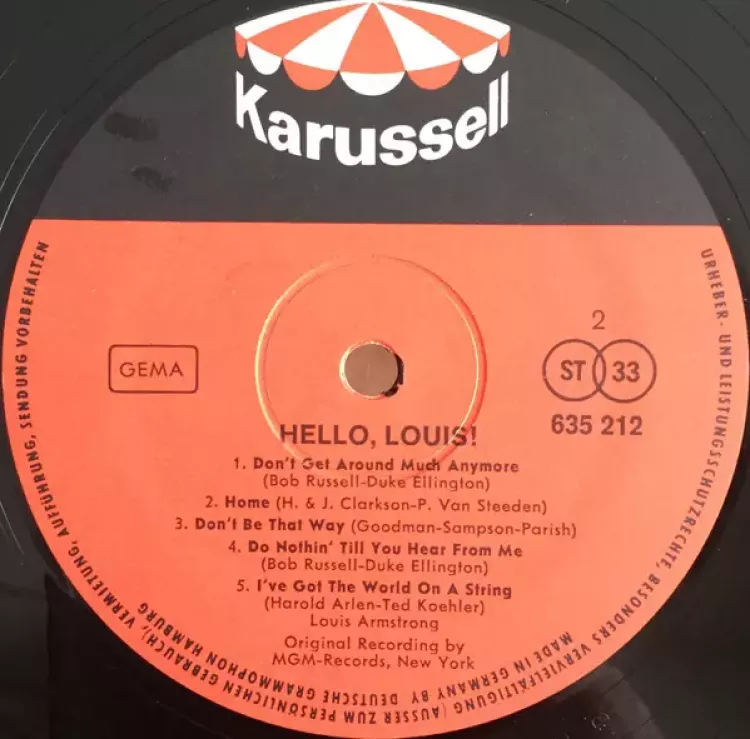 Karussell
GEMA
2
ST 33
635 212
HELLO, LOUIS!
1. Don't Get Around Much Anymore
(Bob Russell-Duke Ellington)
2. Home (H. & J. Clarkson-P. Van Steeden)
3. Don't Be That Way (Goodman-Sampson-Parish)
4. Do Nothin' Till You Hear From Me
(Bob Russell-Duke Ellington)
5. I've Got The World On A String
(Harold Arlen-Ted Koehler)
Louis Armstrong
Original Recording by
MGM-Records, New York
URHEBER- UND LEISTUNGSSCHUTZRECHTE, BESONDERS VERVIELFÄLTIGUNG (AUSSER ZUM PERSÖNLICHEN GEBRAUCH), VERMIETUNG, AUFFÜHRUNG, SENDUNG VORBEHALTEN
MADE IN GERMANY BY DEUTSCHE GRAMMOPHON HAMBURG